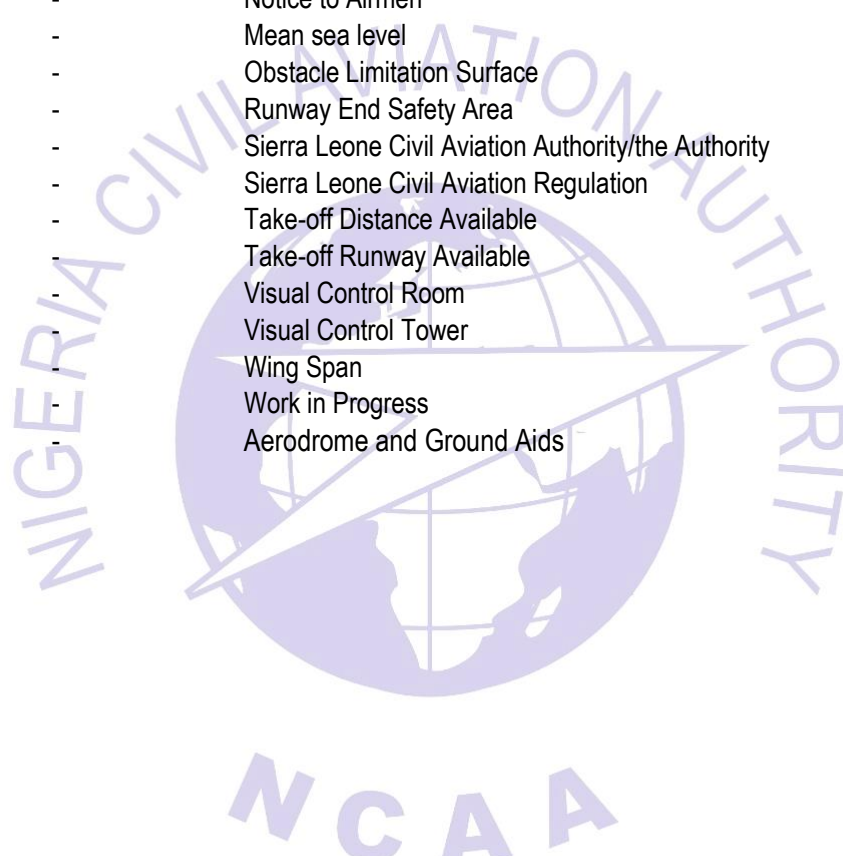 - Notice to Airmen
- Mean sea level
- Obstacle Limitation Surface
- Runway End Safety Area
- Sierra Leone Civil Aviation Authority/the Authority
- Sierra Leone Civil Aviation Regulation
- Take-off Distance Available
- Take-off Runway Available
- Visual Control Room
- Visual Control Tower
- Wing Span
- Work in Progress
- Aerodrome and Ground Aids
NIGERIA CIVIL AVIATION AUTHORITY
NCAA